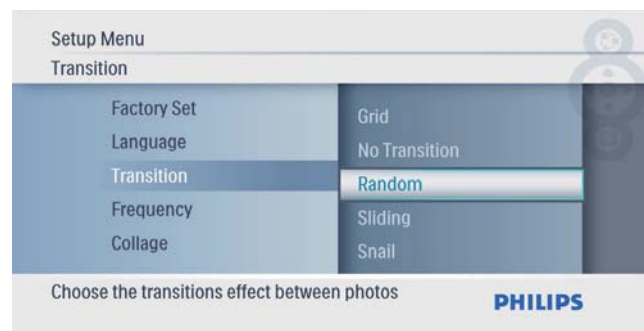 Setup Menu
Transition
Factory Set
Language
Transition
Frequency
Collage
Grid
No Transition
Random
Sliding
Snail
Choose the transitions effect between photos
PHILIPS